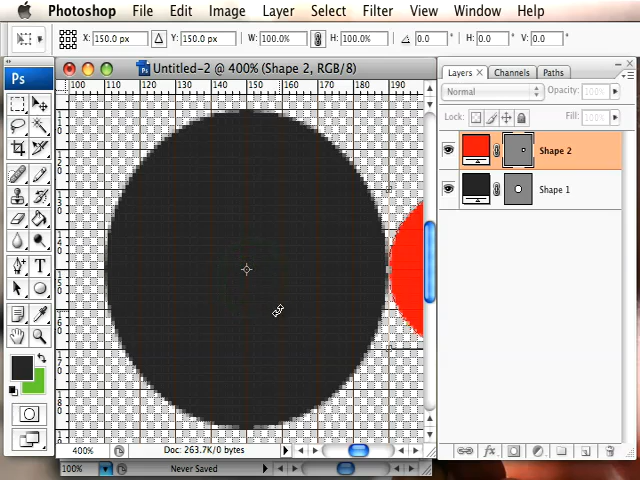 Photoshop File Edit Image Layer Select Filter View Window Help
X: 150.0 px Y: 150.0 px W: 100.0% H: 100.0% 0.0 ° H: 0.0 ° V: 0.0 °
Ps
Untitled-2 @ 400% (Shape 2, RGB/8)
100 110 120 130 140 150 160 170 180 190
Layers × Channels Paths
Normal Opacity:
Lock: Fill:
Shape 2
Shape 1
T
400% Doc: 263.7K/0 bytes
100% Never Saved